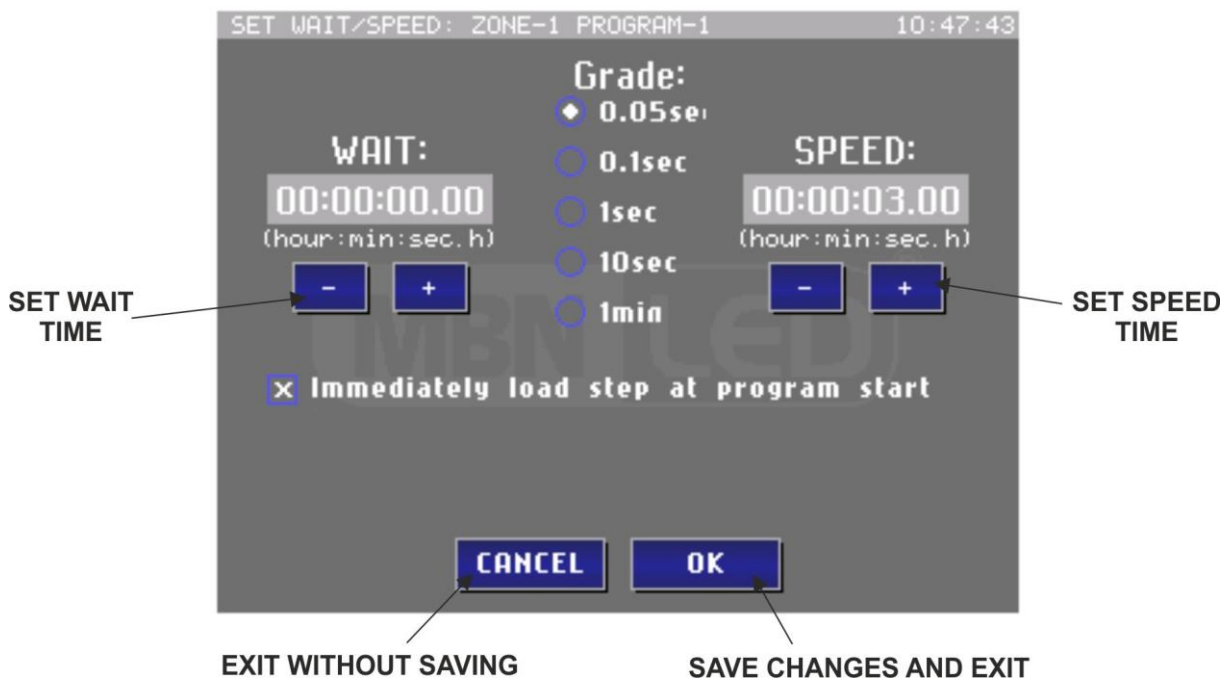 SET WAIT/SPEED: ZONE-1 PROGRAM-1 10:47:43
Grade:
0.05se
0.1sec
1sec
10sec
1min
WAIT:
00:00:00.00
(hour:min:sec.h)
- +
SPEED:
00:00:03.00
(hour:min:sec.h)
- +
SET WAIT
TIME
SET SPEED
TIME
MBN LED
Immediately load step at program start
CANCEL OK
EXIT WITHOUT SAVING
SAVE CHANGES AND EXIT